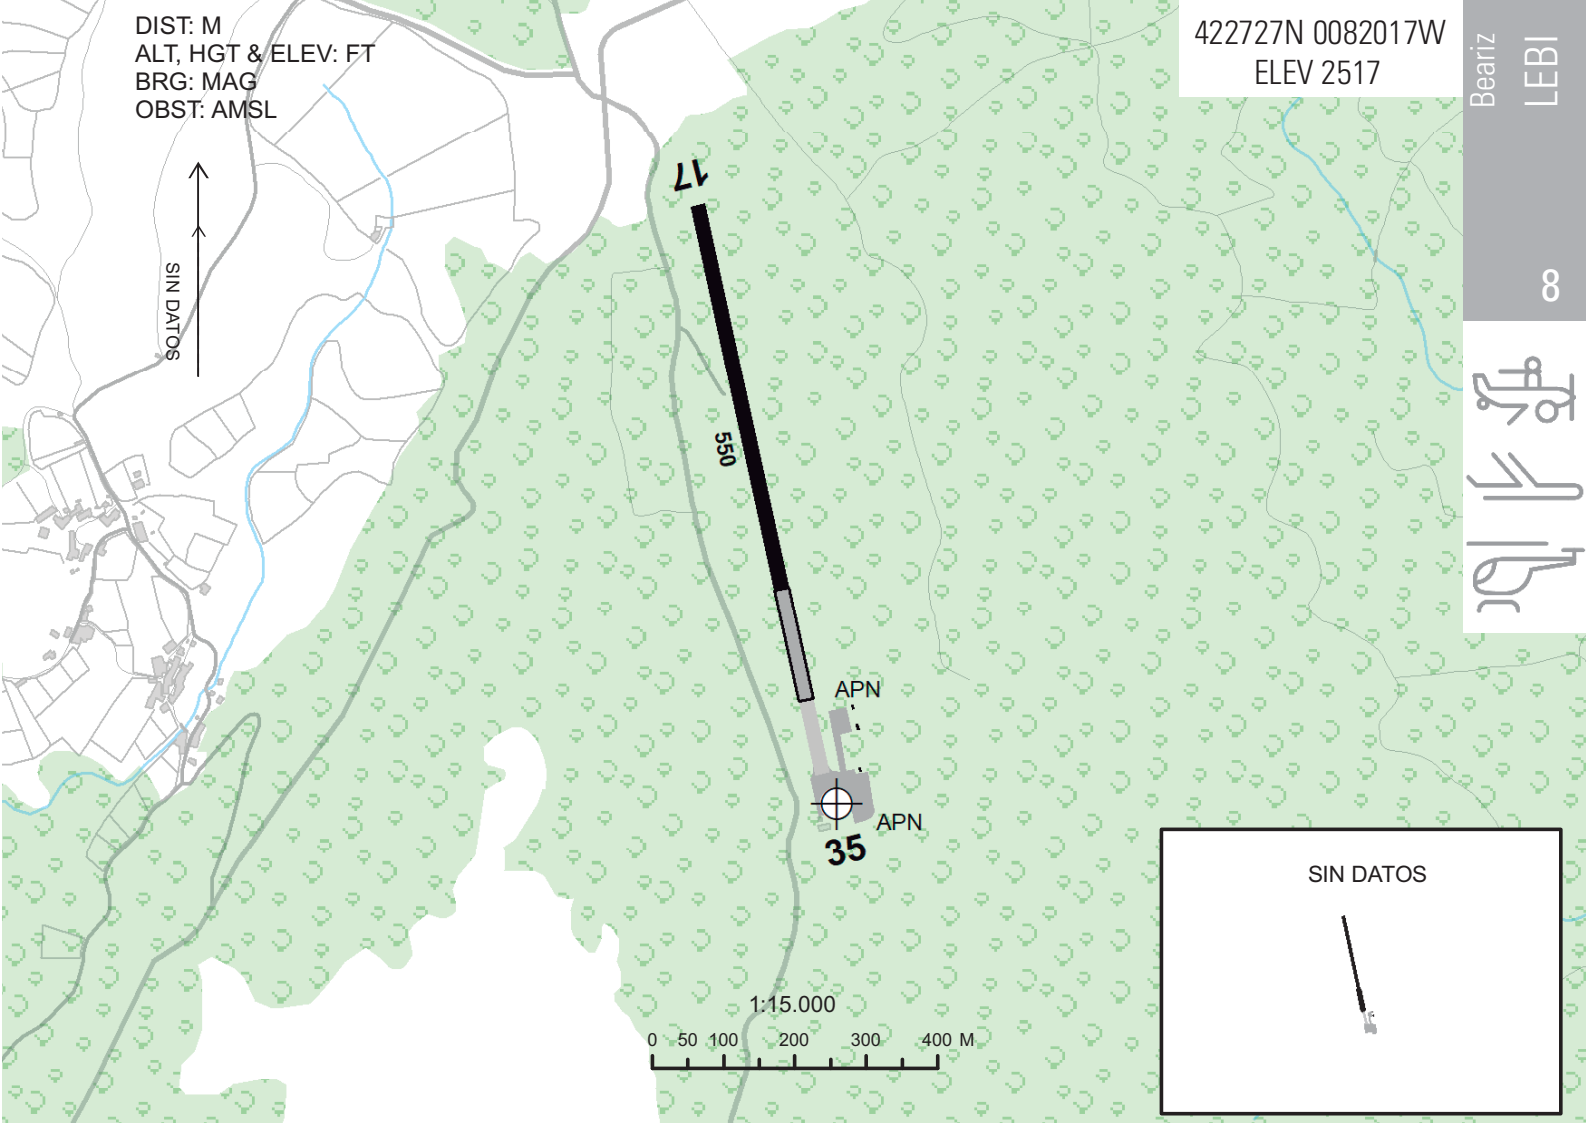 DIST: M
ALT, HGT & ELEV: FT
BRG: MAG
OBST: AMSL
422727N 0082017W
ELEV 2517
Beariz
LEBI
8
SIN DATOS
17
550
APN
APN
35
1:15.000
0 50 100 200 300 400 M
SIN DATOS